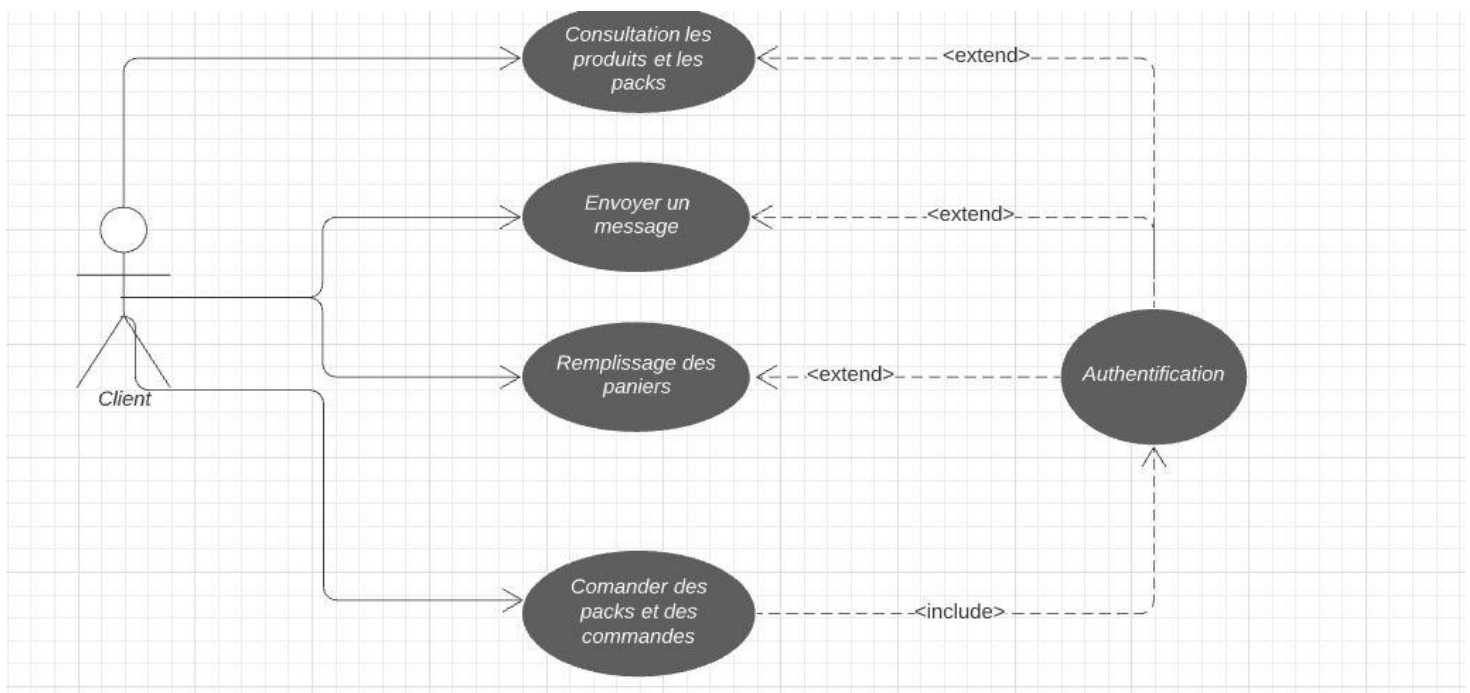 Consultation les
produits et les
packs
<extend>
Envoyer un
message
<extend>
Remplissage des
paniers
<extend>
Authentification
Client
Comander des
packs et des
commandes
<include>